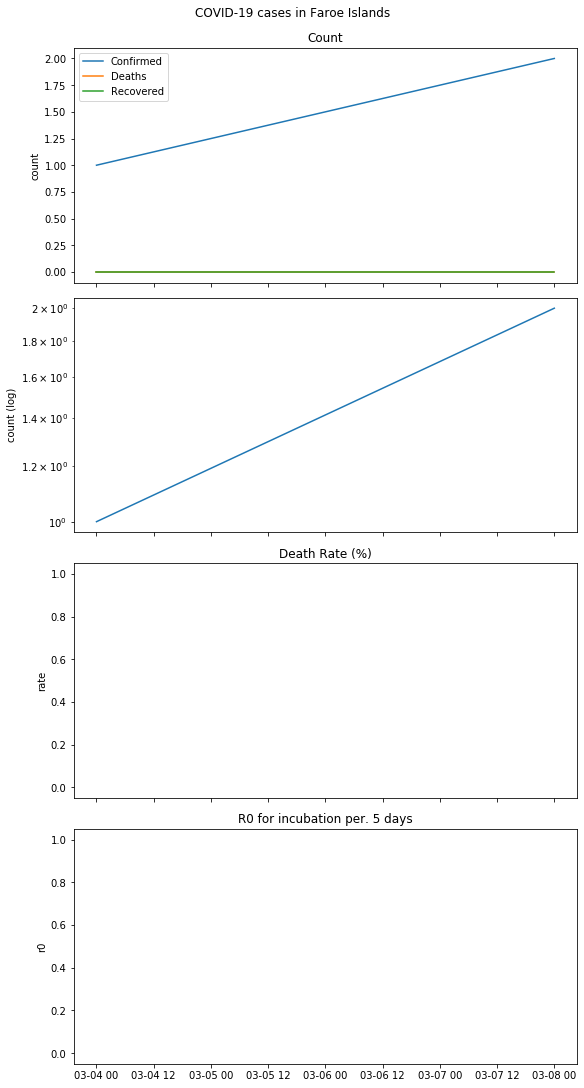 COVID-19 cases in Faroe Islands
Count
Confirmed
Deaths
Recovered
2.00
1.75
1.50
1.25
1.00
0.75
0.50
0.25
0.00
count
2 × 10⁰
1.8 × 10⁰
1.6 × 10⁰
1.4 × 10⁰
1.2 × 10⁰
10⁰
count (log)
Death Rate (%)
1.0
0.8
0.6
0.4
0.2
0.0
rate
R0 for incubation per. 5 days
1.0
0.8
0.6
0.4
0.2
0.0
r0
03-04 00 03-04 12 03-05 00 03-05 12 03-06 00 03-06 12 03-07 00 03-07 12 03-08 00